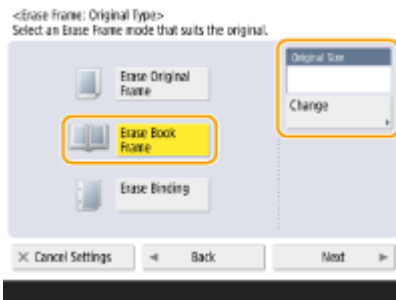 <Erase Frame: Original Type>
Select an Erase Frame mode that suits the original.
Original Size
Erase Original
Frame
Change
Erase Book
Frame
Erase Binding
× Cancel Settings
◄ Back
Next ►